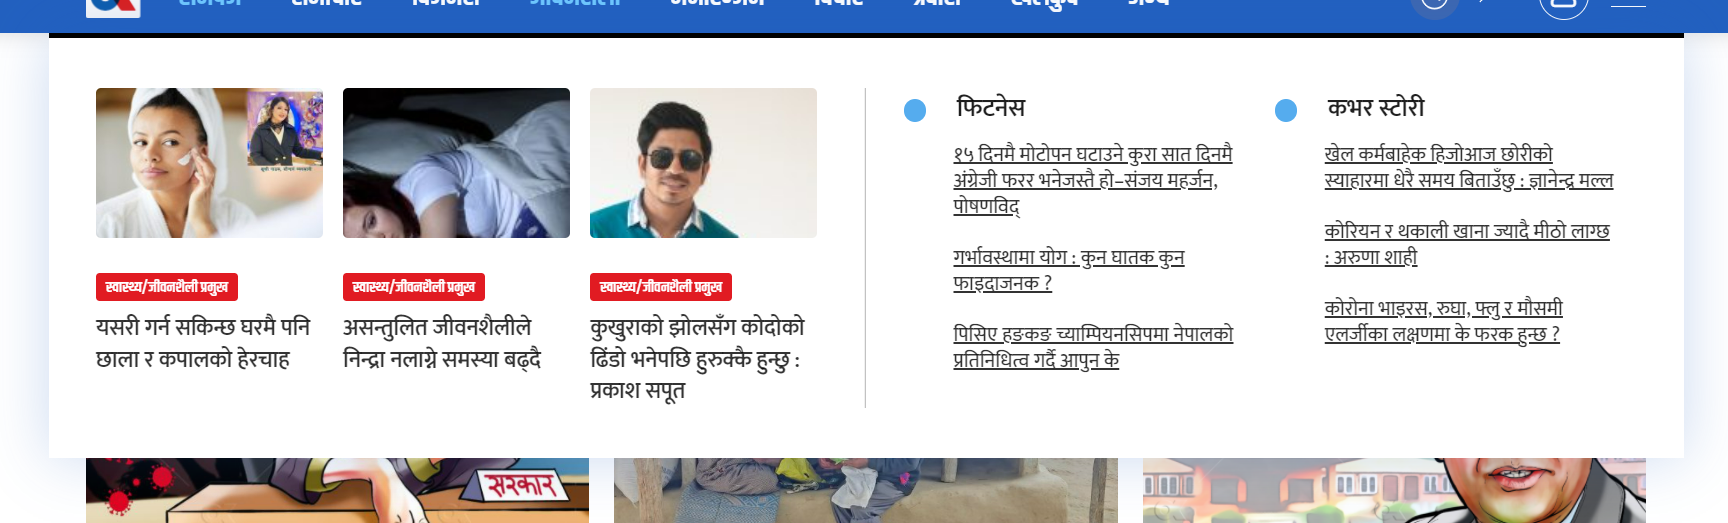 यसरी गर्न सकिन्छ घरमै पनि
छाला र कपालको हेरचाह
स्वास्थ्य/जीवनशैली प्रमुख
असन्तुलित जीवनशैलीले
निन्द्रा नलाग्ने समस्या बढ्दै
स्वास्थ्य/जीवनशैली प्रमुख
कुखुराको झोलसँग कोदोको
ढिंडो भनेपछि हुरुक्कै हुन्छु :
प्रकाश सपूत
स्वास्थ्य/जीवनशैली प्रमुख
फिटनेस
१५ दिनमै मोटोपन घटाउने कुरा सात दिनमै
अंग्रेजी फरर भनेजस्तै हो–संजय महर्जन,
पोषणविद्
गर्भावस्थामा योग : कुन घातक कुन
फाइदाजनक ?
पिसिए हङकङ च्याम्पियनसिपमा नेपालको
प्रतिनिधित्व गर्दै आपुन के
कभर स्टोरी
खेल कर्मबाहेक हिजोआज छोरीको
स्याहारमा धेरै समय बिताउँछु : ज्ञानेन्द्र मल्ल
कोरियन र थकाली खाना ज्यादै मीठो लाग्छ
: अरुणा शाही
कोरोना भाइरस, रुघा, फ्लु र मौसमी
एलर्जीका लक्षणमा के फरक हुन्छ ?
सरकार